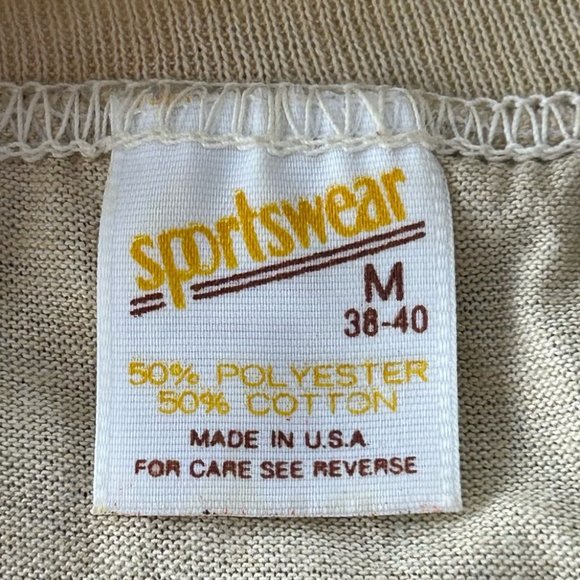 sportswear
M
38-40
50% POLYESTER
50% COTTON
MADE IN U.S.A
FOR CARE SEE REVERSE